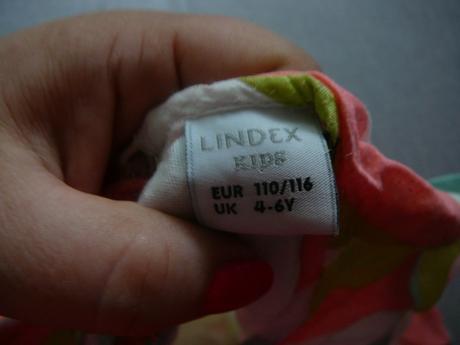 LINDEX
KIDS
EUR 110/116
UK 4-6Y